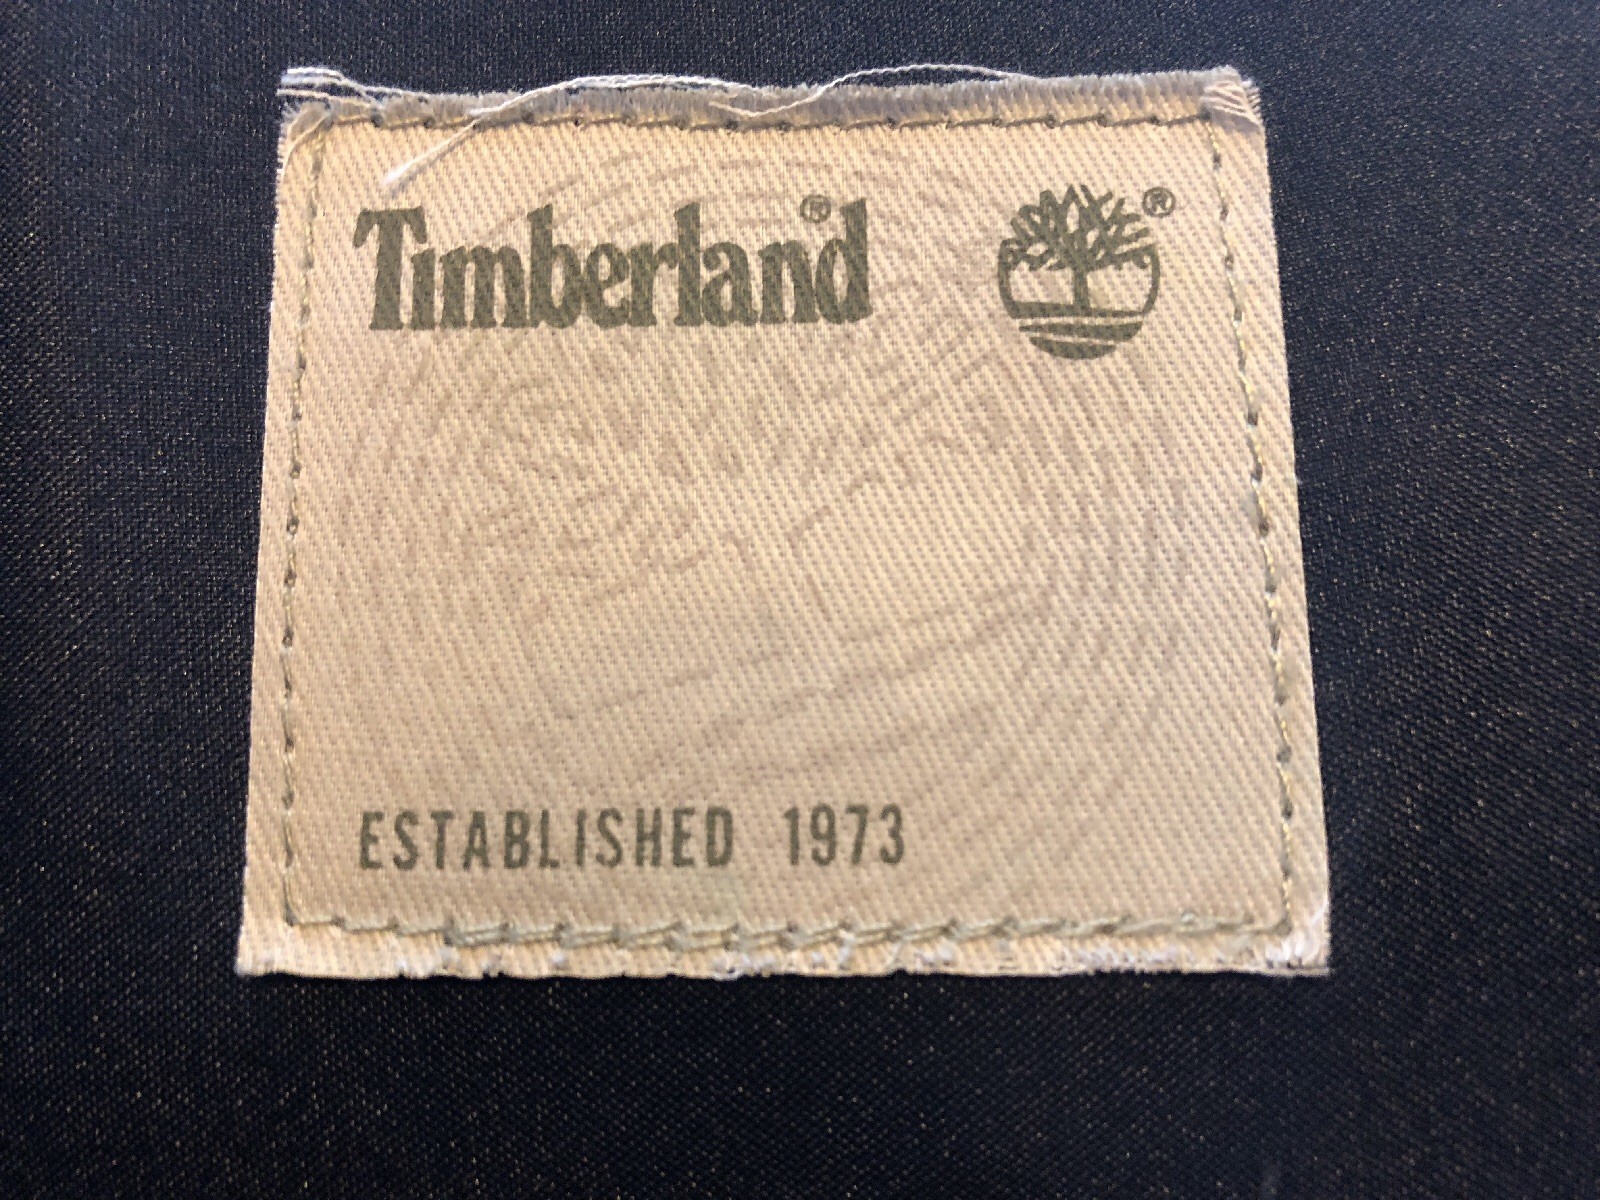 Timberland® ®
ESTABLISHED 1973